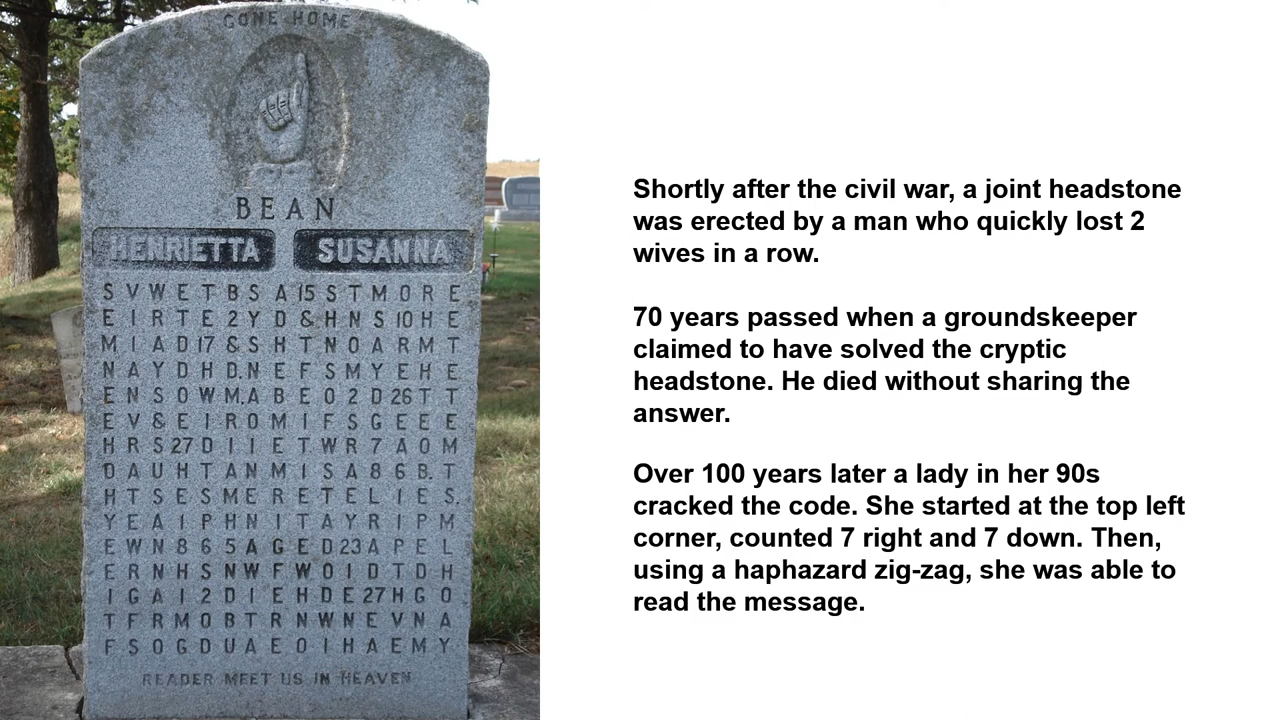 GONE HOME
BEAN
HENRIETTA SUSANNA
S V W E T B S A 15 S T M O R E
E I R T E 2 Y D & H N S 10 H E
M I A D 17 & S H T N O A R M T
N A Y D H D. N E F S M Y E H E
E N S O W M. A B E O 2 D 26 T T
E V & E I R O M I F S G E E E
H R S 27 D I I E T W R 7 A O M
D A U H T A N M I S A 8 6 B. T
H T S E S M E R E T E L I E S.
Y E A I P H N I T A Y R I P M
E W N 8 6 5 A G E D 23 A P E L
E R N H S N W F W O I D T D H
I G A I 2 D I E H D E 27 H G O
T F R M O B T R N W N E V N A
F S O G D U A E O I H A E M Y
READER MEET US IN HEAVEN
Shortly after the civil war, a joint headstone
was erected by a man who quickly lost 2
wives in a row.
70 years passed when a groundskeeper
claimed to have solved the cryptic
headstone. He died without sharing the
answer.
Over 100 years later a lady in her 90s
cracked the code. She started at the top left
corner, counted 7 right and 7 down. Then,
using a haphazard zig-zag, she was able to
read the message.